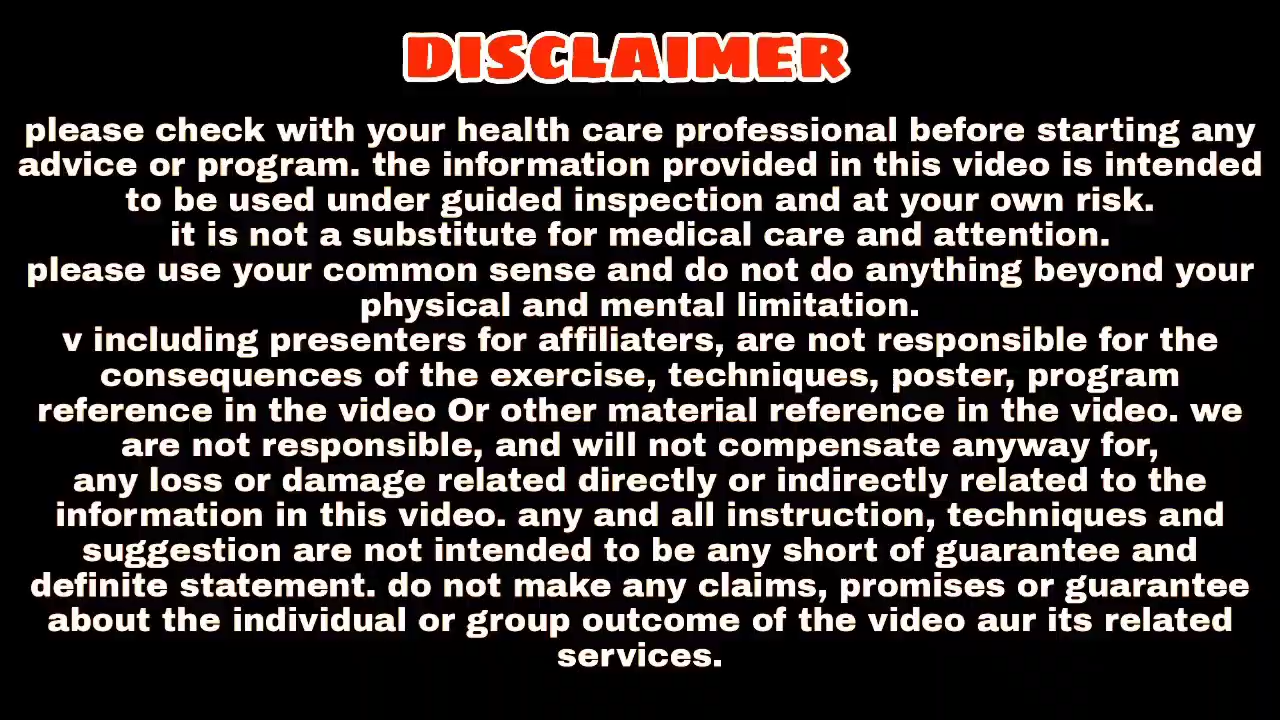 DISCLAIMER
please check with your health care professional before starting any
advice or program. the information provided in this video is intended
to be used under guided inspection and at your own risk.
it is not a substitute for medical care and attention.
please use your common sense and do not do anything beyond your
physical and mental limitation.
v including presenters for affiliaters, are not responsible for the
consequences of the exercise, techniques, poster, program
reference in the video Or other material reference in the video. we
are not responsible, and will not compensate anyway for,
any loss or damage related directly or indirectly related to the
information in this video. any and all instruction, techniques and
suggestion are not intended to be any short of guarantee and
definite statement. do not make any claims, promises or guarantee
about the individual or group outcome of the video aur its related
services.